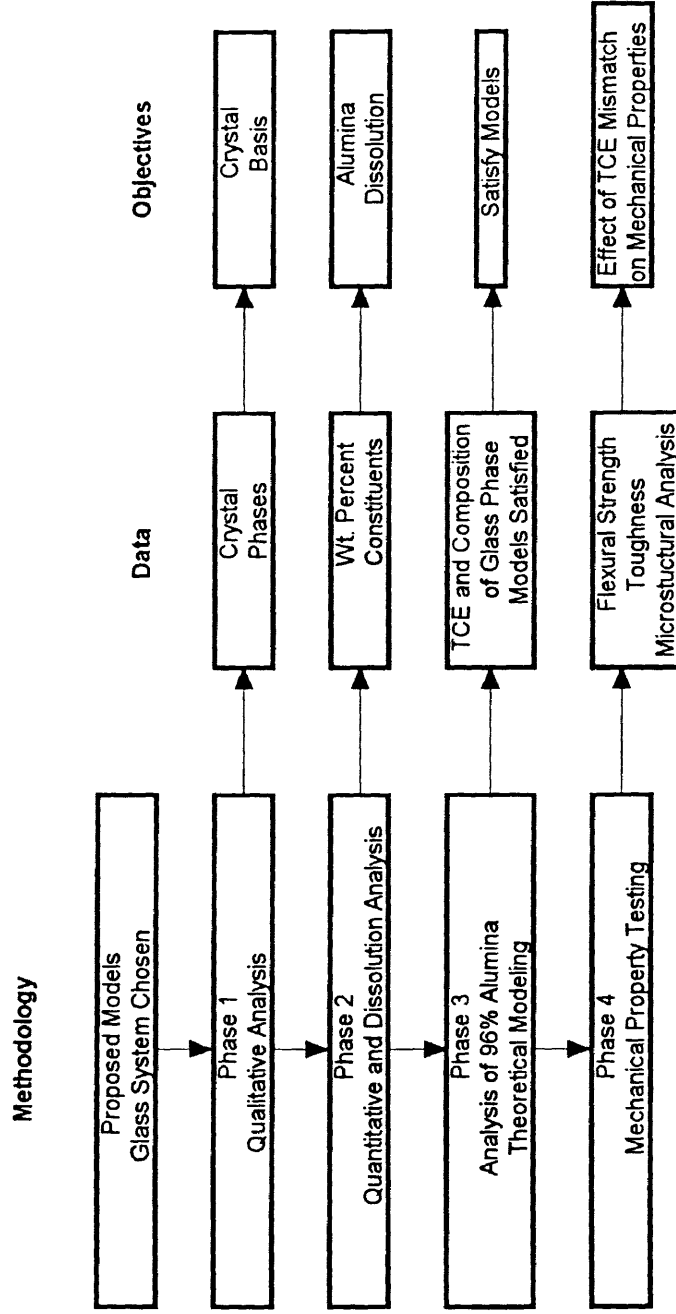 Methodology
Data
Objectives
Proposed Models
Glass System Chosen
Phase 1
Qualitative Analysis
Crystal
Phases
Crystal
Basis
Phase 2
Quantitative and Dissolution Analysis
Wt. Percent
Constituents
Alumina
Dissolution
Phase 3
Analysis of 96% Alumina
Theoretical Modeling
TCE and Composition
of Glass Phase
Models Satisfied
Satisfy Models
Phase 4
Mechanical Property Testing
Flexural Strength
Toughness
Microstuctural Analysis
Effect of TCE Mismatch
on Mechanical Properties